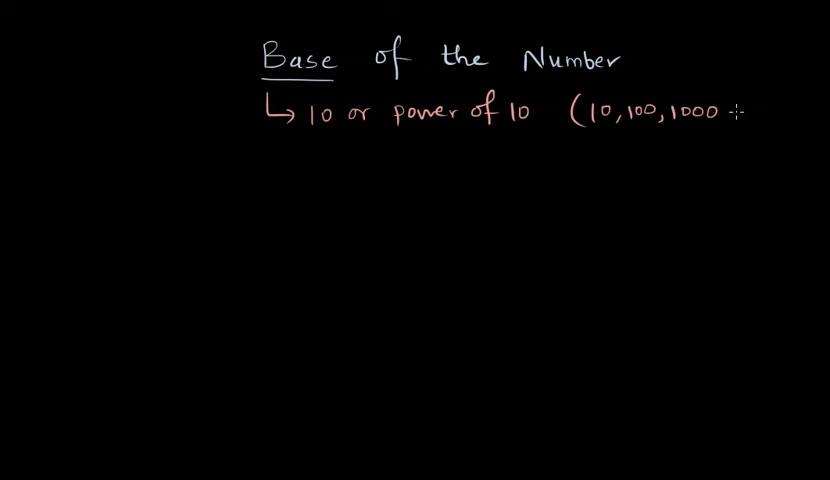 Base of the Number
↳ 10 or power of 10 (10, 100, 1000